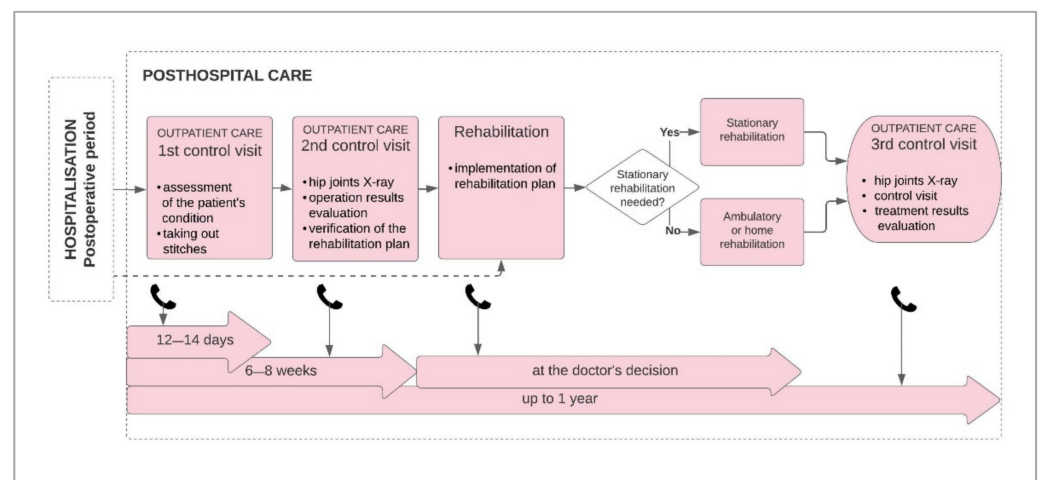 POSTHOSPITAL CARE
HOSPITALISATION
Postoperative period
OUTPATIENT CARE
1st control visit
•assessment
of the patient's
condition
•taking out
stitches
OUTPATIENT CARE
2nd control visit
•hip joints X-ray
•operation results
evaluation
•verification of the
rehabilitation plan
Rehabilitation
•implementation of
rehabilitation plan
Stationary
rehabilitation
needed?
Yes
No
Stationary
rehabilitation
Ambulatory
or home
rehabilitation
OUTPATIENT CARE
3rd control visit
• hip joints X-ray
• control visit
• treatment results
evaluation
12—14 days
6—8 weeks
at the doctor's decision
up to 1 year